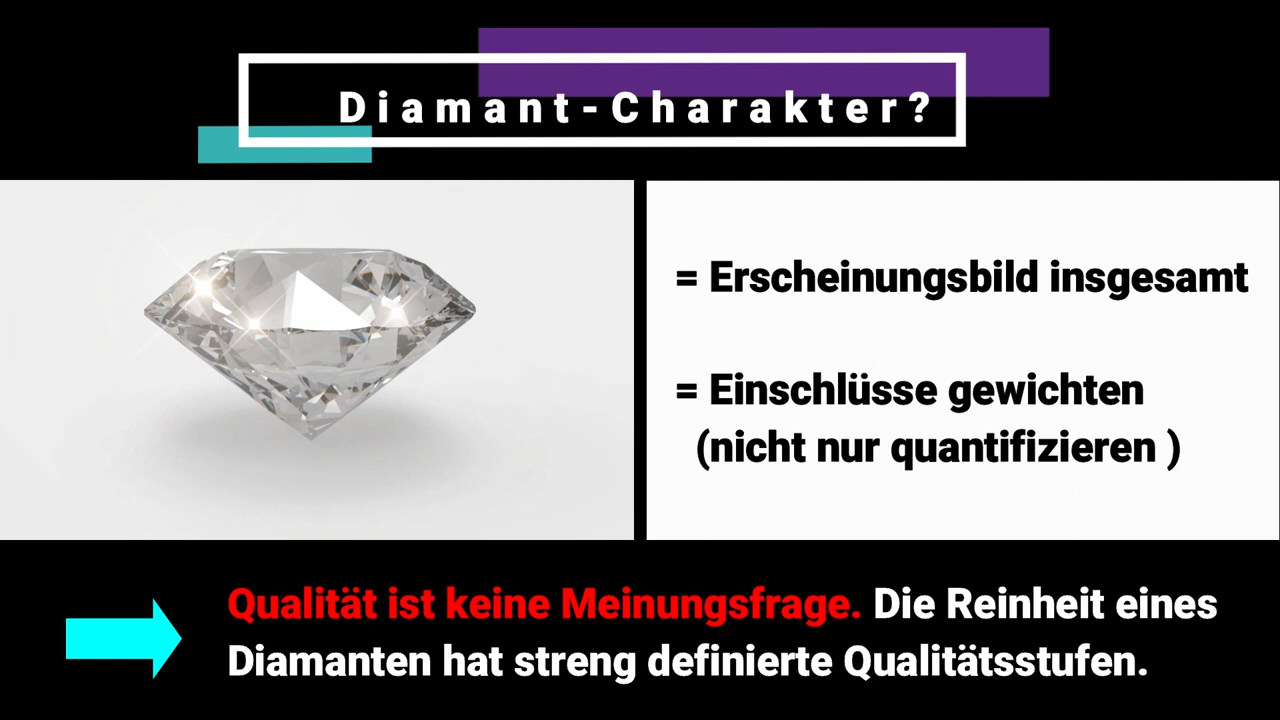 Diamant-Charakter?
= Erscheinungsbild insgesamt
= Einschlüsse gewichten
(nicht nur quantifizieren )
Qualität ist keine Meinungsfrage. Die Reinheit eines
Diamanten hat streng definierte Qualitätsstufen.